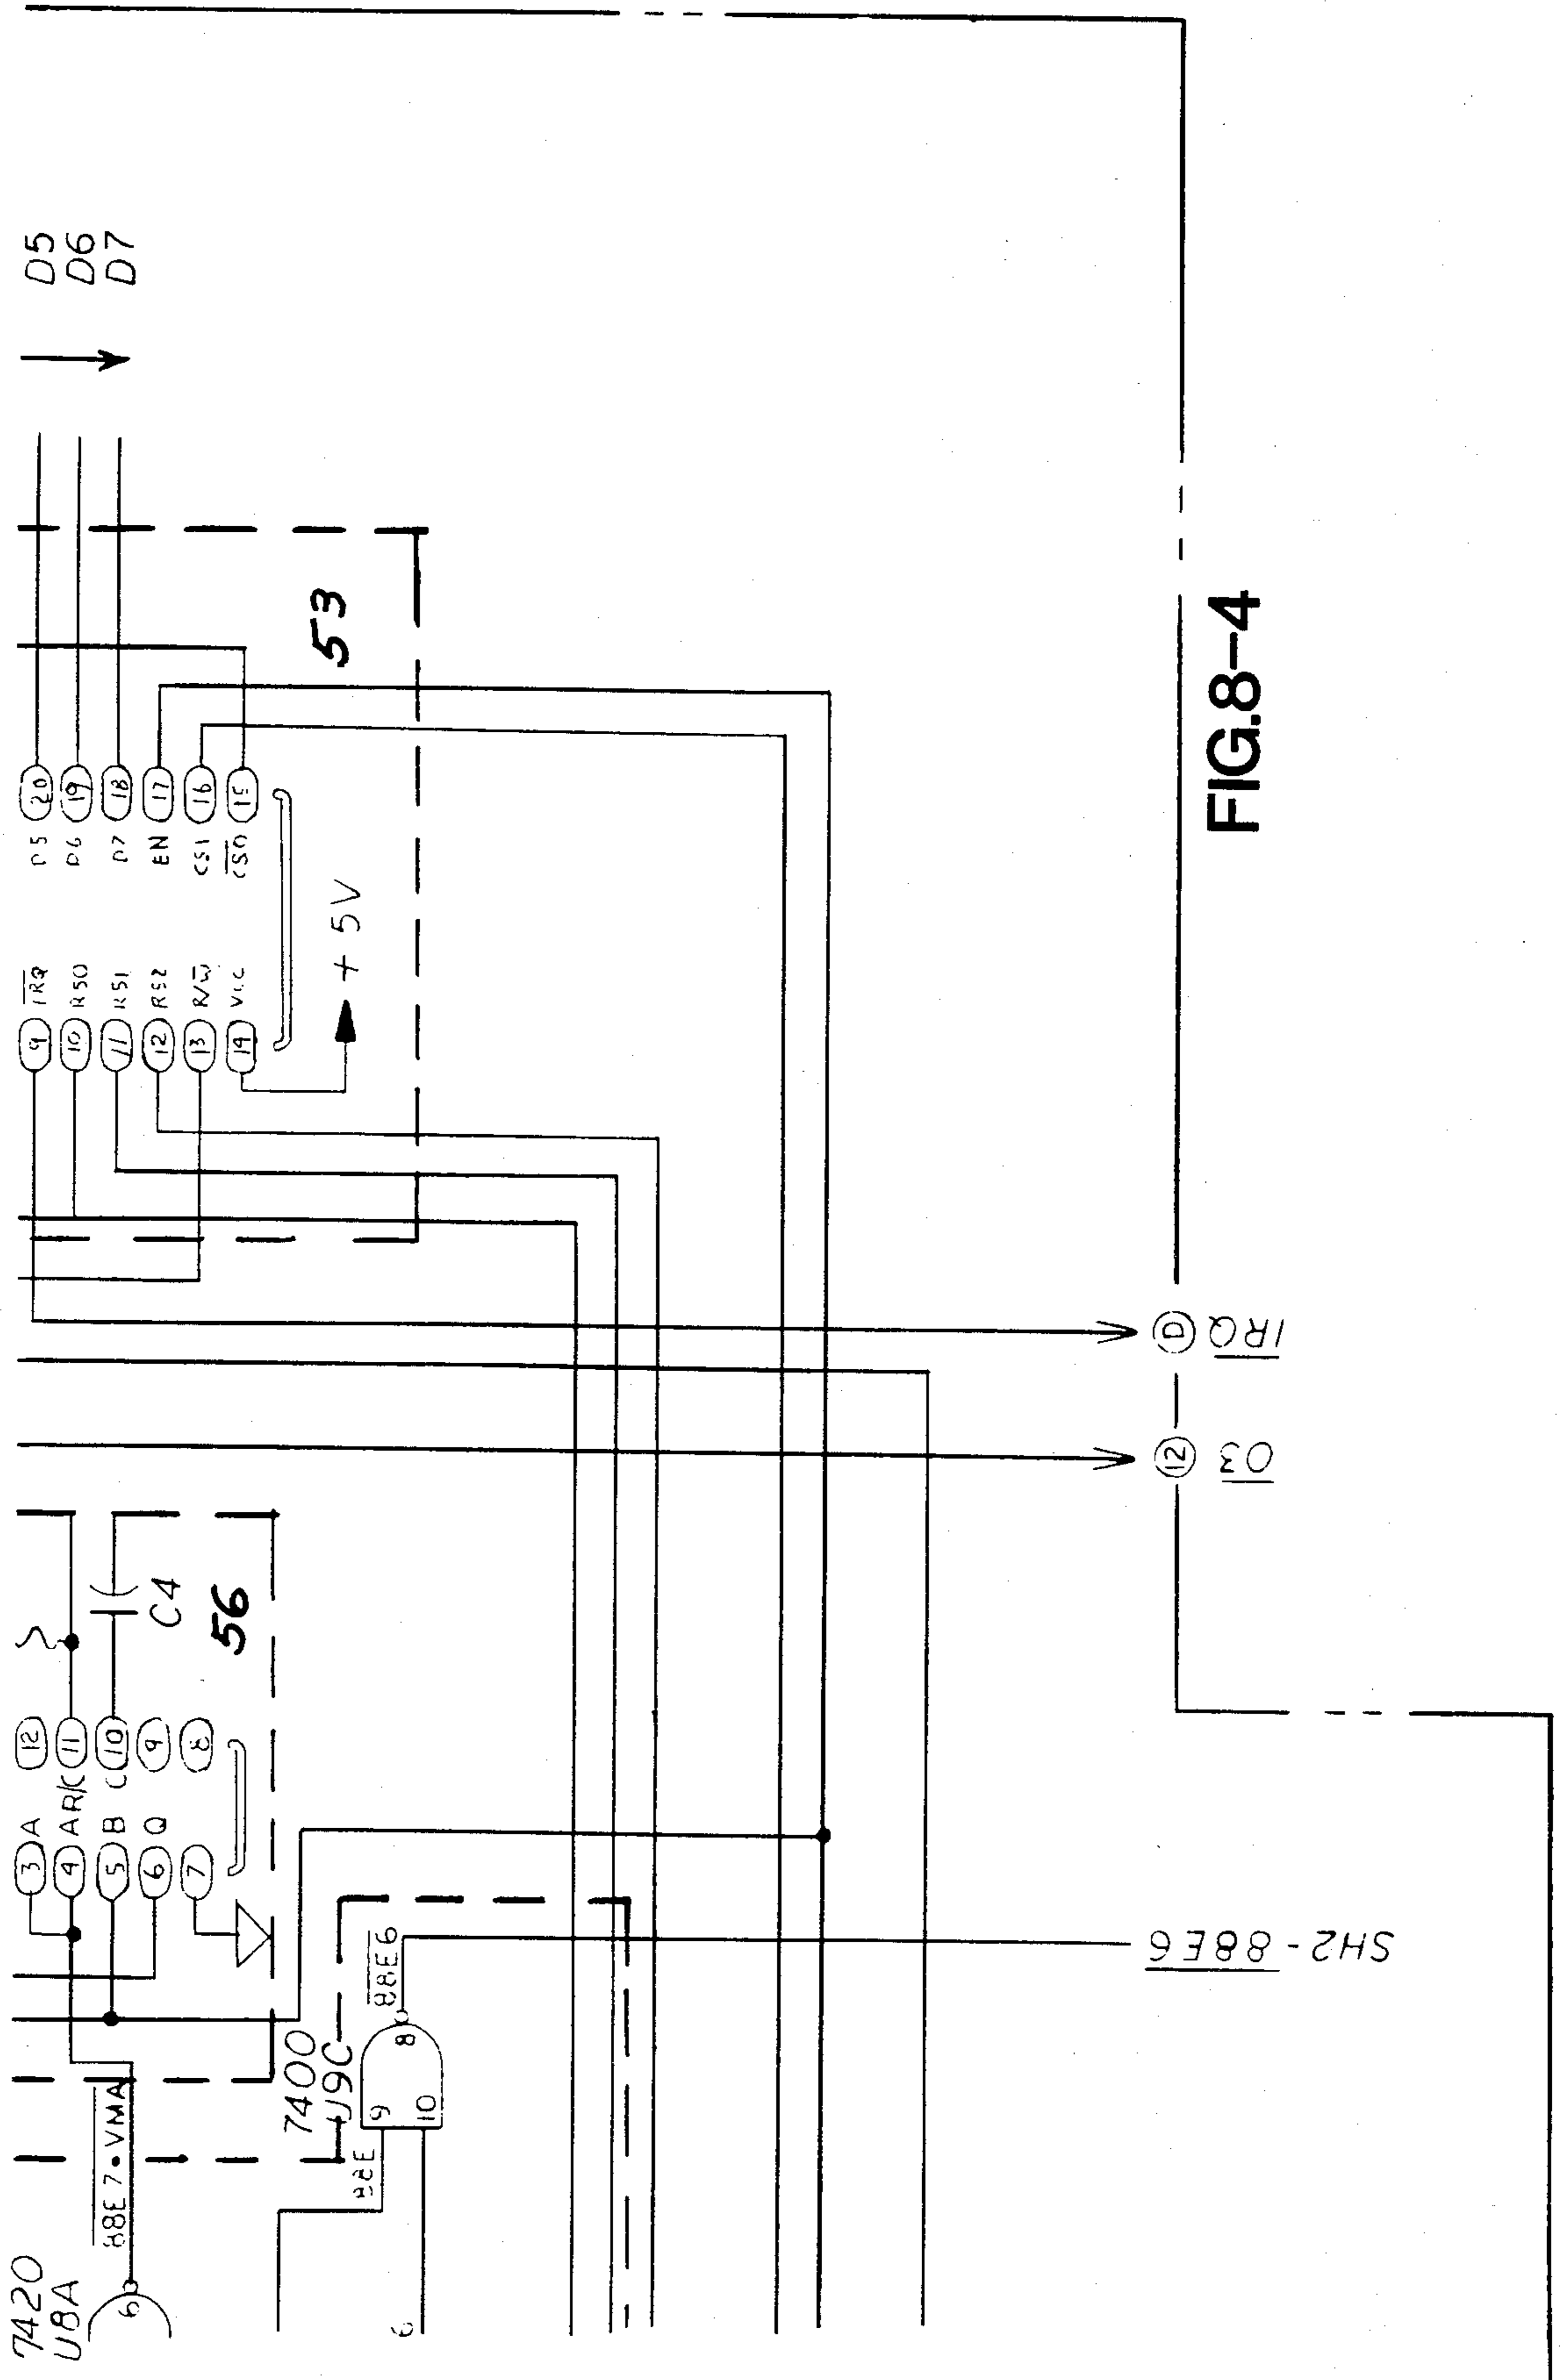 D5
D6
D7
53
20 D5
19 D6
18 D7
17 EN
16 CS1
15 CS0
9 IRQ
10 RS0
11 RS1
12 RS2
13 R/W
14 VCC
+5V
FIG.8-4
D IRQ
12 03
C4
56
12
11 R/C
10 C
9
8
3 A
4 A
5 B
6 Q
7
7400
U9C
9
10
8
88E
88E6
SH2-88E6
7420
U8A
6
88E7•VMA
6